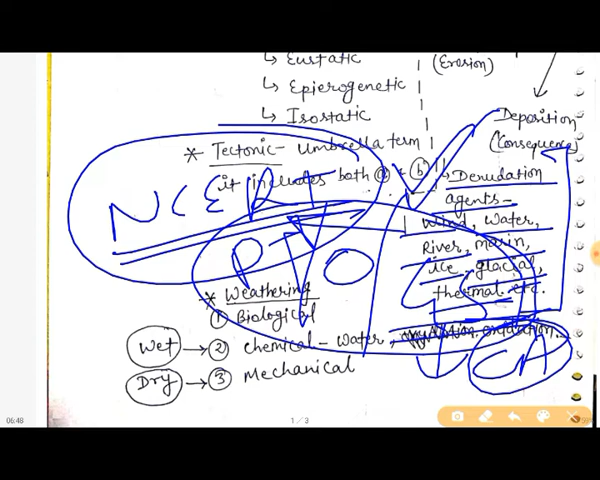 ↳ Eustatic
(Erosion)
↳ Epierogenetic
↳ Isostatic
Deposition
(Consequence)
* Tectonic - Umbrella term
it includes both ⓐ & ⓑ
↳ Denudation
agents -
wind, water,
River, marin,
ice, glacial,
thermal etc.
NCERT
* Weathering
① Biological
Wet → ② Chemical - Water,
Dry → ③ Mechanical
CA
06:48
1 / 3